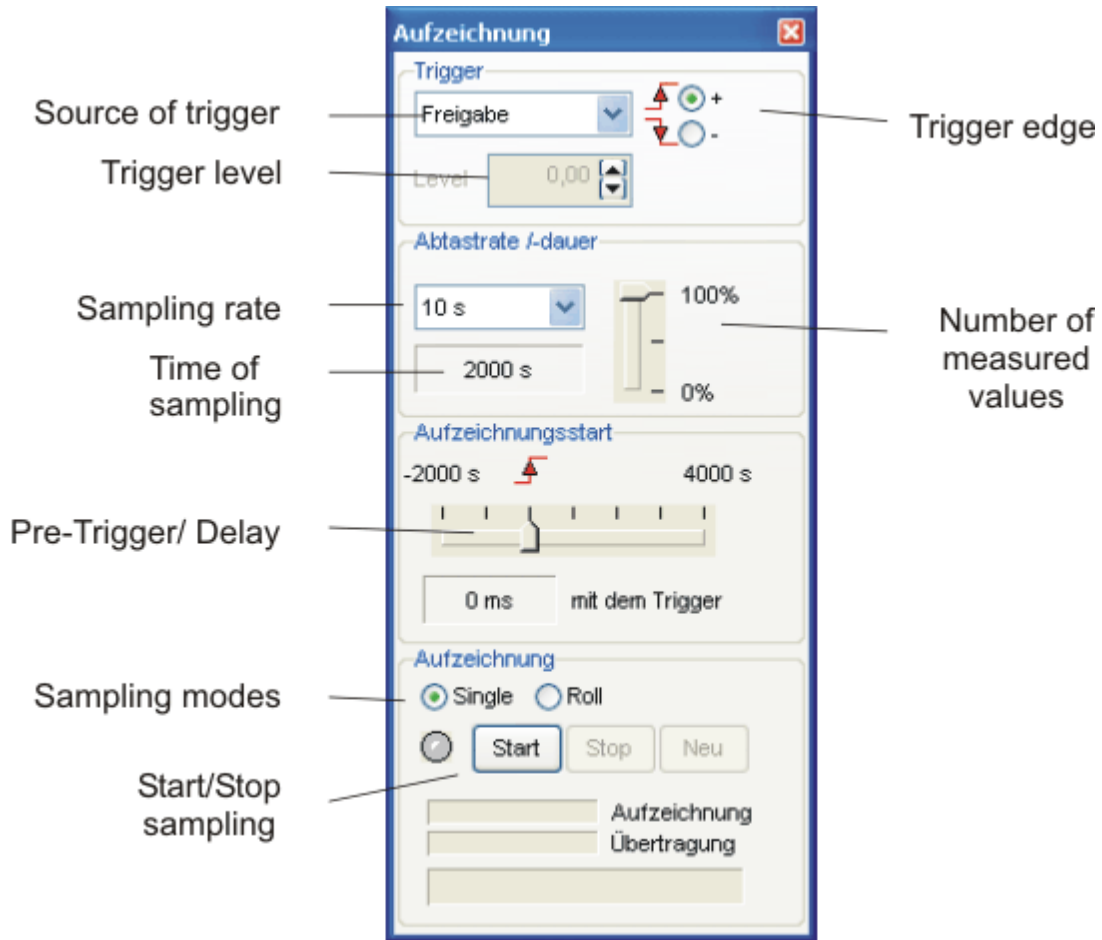 Aufzeichnung
Trigger
Source of trigger
Freigabe
+
-
Trigger edge
Trigger level
Level
0,00
Abtastrate /-dauer
Sampling rate
10 s
100%
Number of
measured
values
Time of
sampling
2000 s
0%
Aufzeichnungsstart
-2000 s
4000 s
Pre-Trigger/ Delay
0 ms
mit dem Trigger
Aufzeichnung
Sampling modes
Single
Roll
Start
Stop
Neu
Start/Stop
sampling
Aufzeichnung
Übertragung